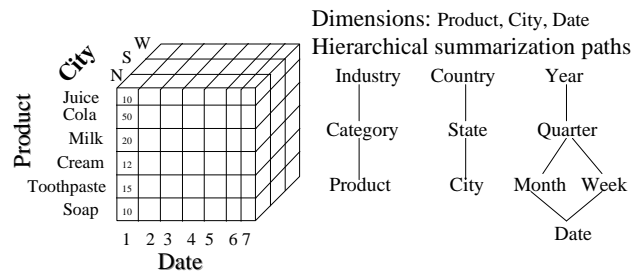 Dimensions: Product, City, Date
Hierarchical summarization paths
City
N S W
Product
Juice 10
Cola 50
Milk 20
Cream 12
Toothpaste 15
Soap 10
1 2 3 4 5 6 7
Date
Industry Country Year
Category State Quarter
Product City Month Week
Date